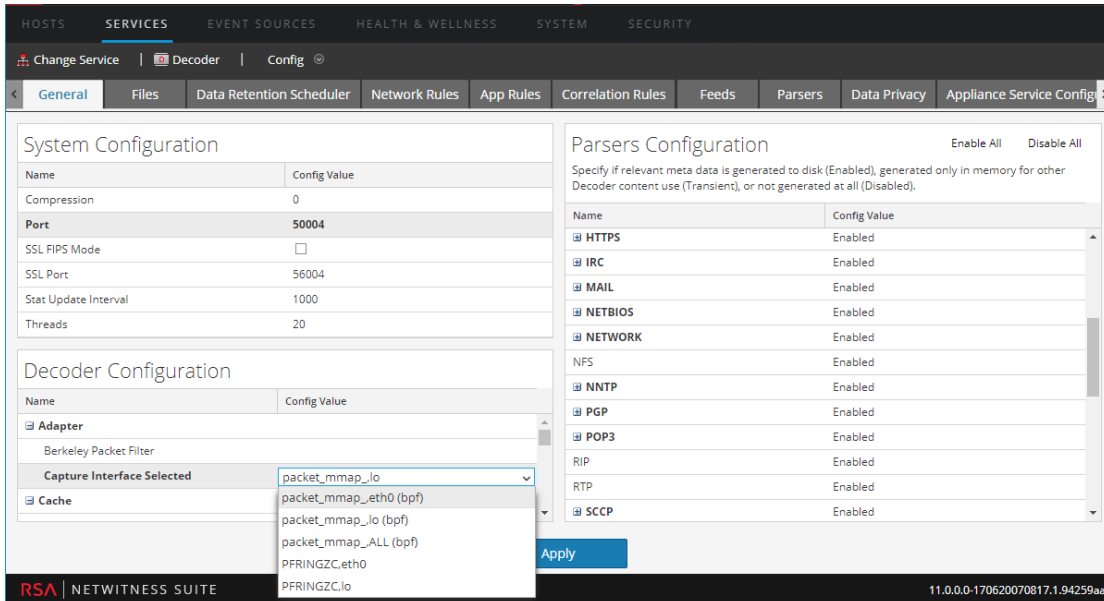 HOSTS SERVICES EVENT SOURCES HEALTH & WELLNESS SYSTEM SECURITY
Change Service | D Decoder | Config
General Files Data Retention Scheduler Network Rules App Rules Correlation Rules Feeds Parsers Data Privacy Appliance Service Config
System Configuration
Name Config Value
Compression 0
Port 50004
SSL FIPS Mode
SSL Port 56004
Stat Update Interval 1000
Threads 20
Decoder Configuration
Name Config Value
Adapter
Berkeley Packet Filter
Capture Interface Selected packet_mmap_,lo
packet_mmap_,eth0 (bpf)
Cache
packet_mmap_,lo (bpf)
packet_mmap_,ALL (bpf)
PFRINGZC,eth0
PFRINGZC,lo
Parsers Configuration Enable All Disable All
Specify if relevant meta data is generated to disk (Enabled), generated only in memory for other
Decoder content use (Transient), or not generated at all (Disabled).
Name Config Value
HTTPS Enabled
IRC Enabled
MAIL Enabled
NETBIOS Enabled
NETWORK Enabled
NFS Enabled
NNTP Enabled
PGP Enabled
POP3 Enabled
RIP Enabled
RTP Enabled
SCCP Enabled
Apply
RSA | NETWITNESS SUITE 11.0.0.0-170620070817.1.94259aa